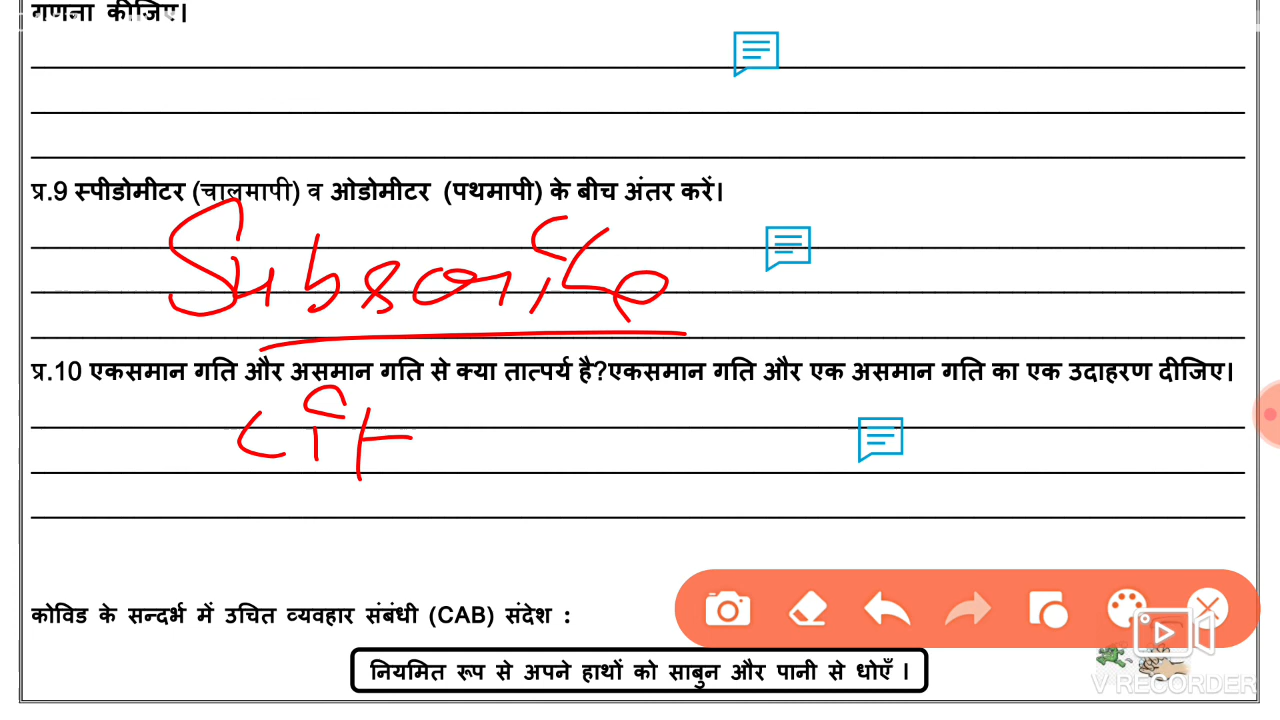 गणना कीजिए।
प्र.9 स्पीडोमीटर (चालमापी) व ओडोमीटर (पथमापी) के बीच अंतर करें।
Subscribe
प्र.10 एकसमान गति और असमान गति से क्या तात्पर्य है?एकसमान गति और एक असमान गति का एक उदाहरण दीजिए।
कोविड के सन्दर्भ में उचित व्यवहार संबंधी (CAB) संदेश :
नियमित रूप से अपने हाथों को साबुन और पानी से धोएँ ।
V RECORDER